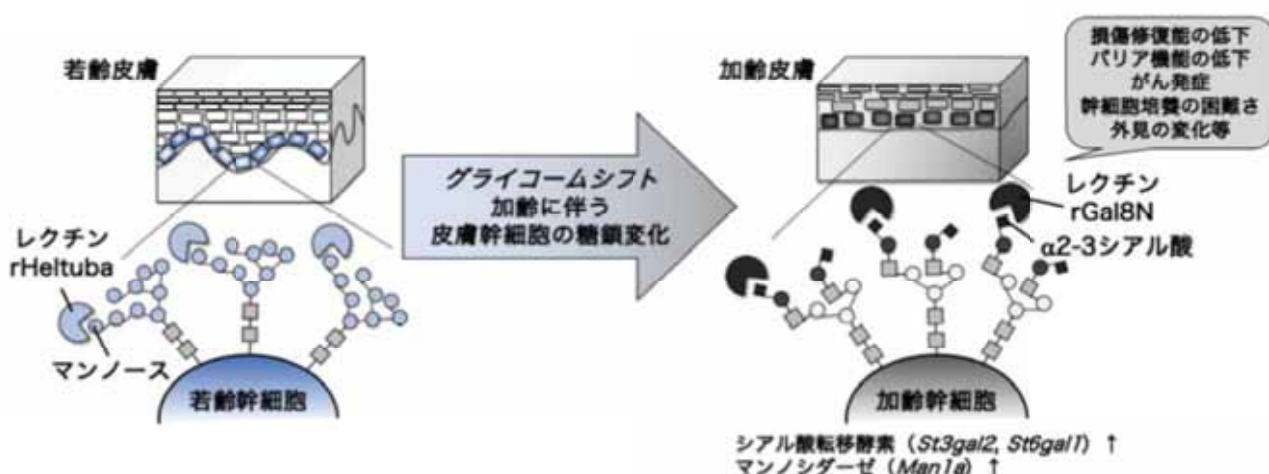 若齢皮膚
レクチン
rHeltuba
マンノース
若齢幹細胞
グライコームシフト
加齢に伴う
皮膚幹細胞の糖鎖変化
加齢皮膚
損傷修復能の低下
バリア機能の低下
がん発症
幹細胞培養の困難さ
外見の変化等
レクチン
rGal8N
α2-3シアル酸
加齢幹細胞
シアル酸転移酵素（St3gal2, St6gal1）↑
マンノシダーゼ（Man1a）↑